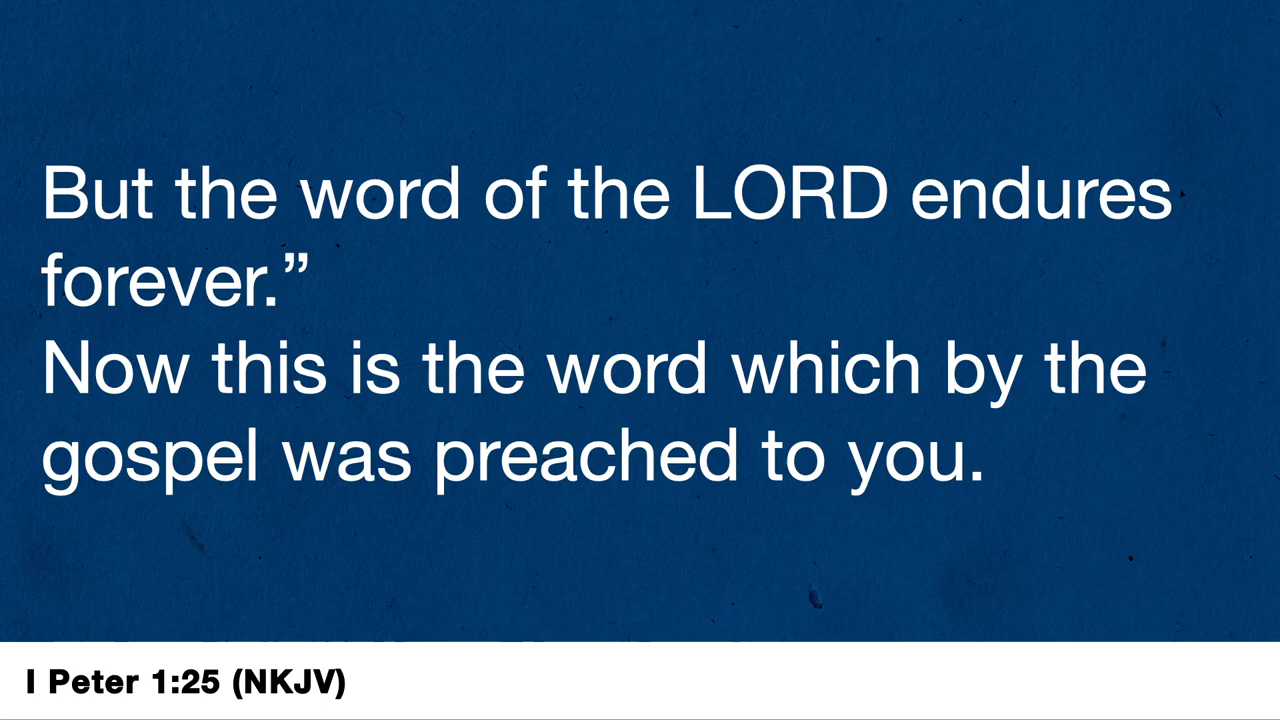 But the word of the LORD endures
forever.”
Now this is the word which by the
gospel was preached to you.
I Peter 1:25 (NKJV)